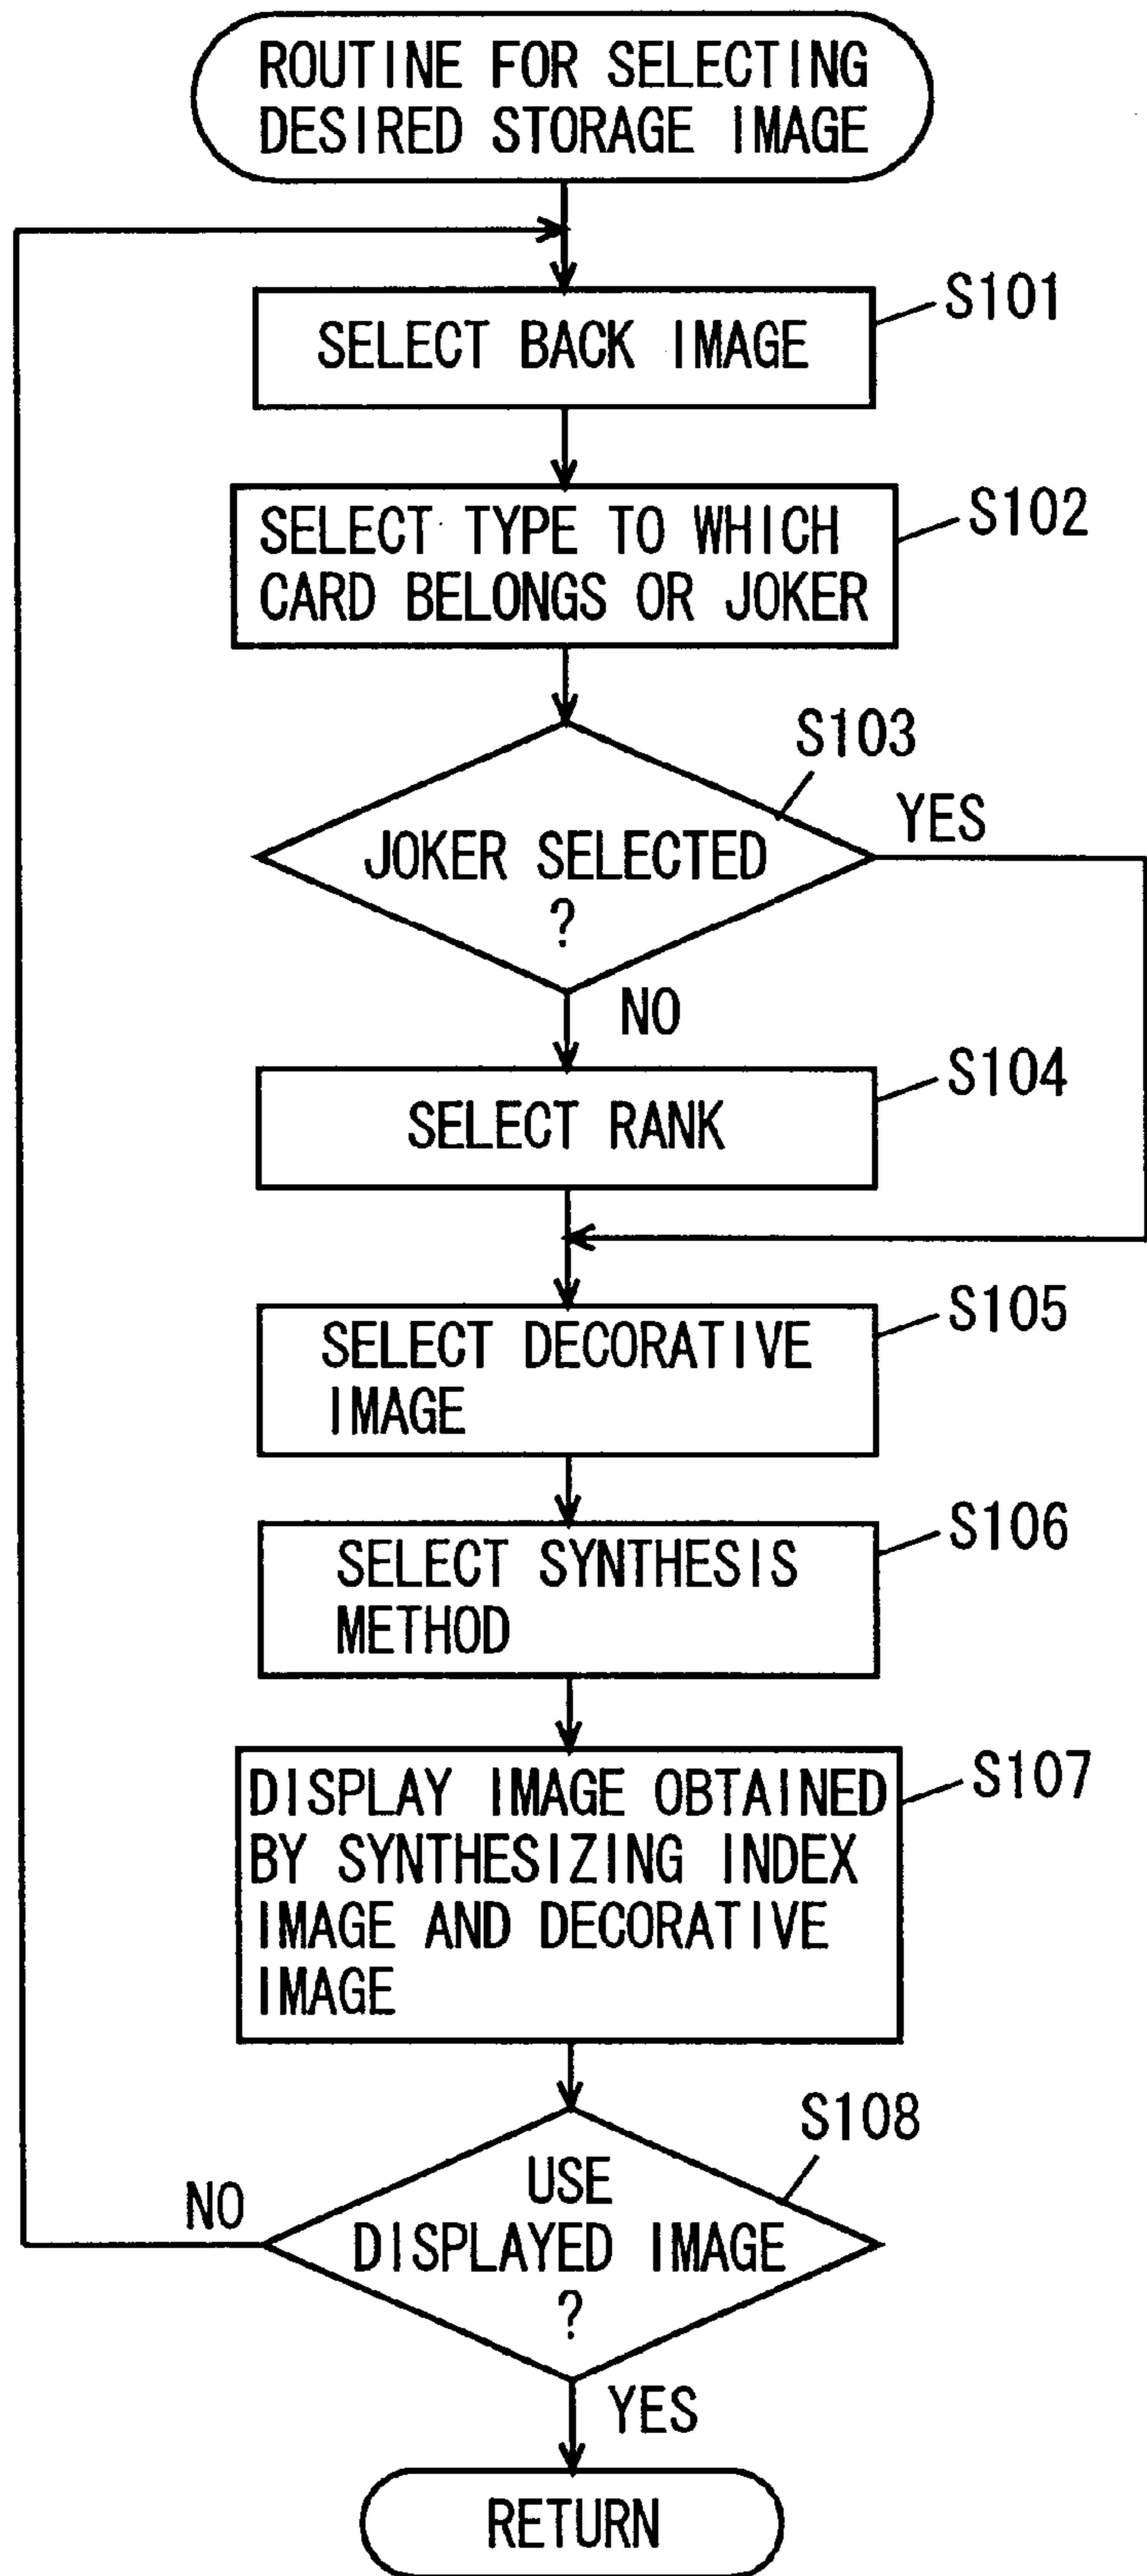 ROUTINE FOR SELECTING
DESIRED STORAGE IMAGE
S101
SELECT BACK IMAGE
S102
SELECT TYPE TO WHICH
CARD BELONGS OR JOKER
S103
YES
JOKER SELECTED
?
NO
S104
SELECT RANK
S105
SELECT DECORATIVE
IMAGE
S106
SELECT SYNTHESIS
METHOD
S107
DISPLAY IMAGE OBTAINED
BY SYNTHESIZING INDEX
IMAGE AND DECORATIVE
IMAGE
S108
NO
USE
DISPLAYED IMAGE
?
YES
RETURN